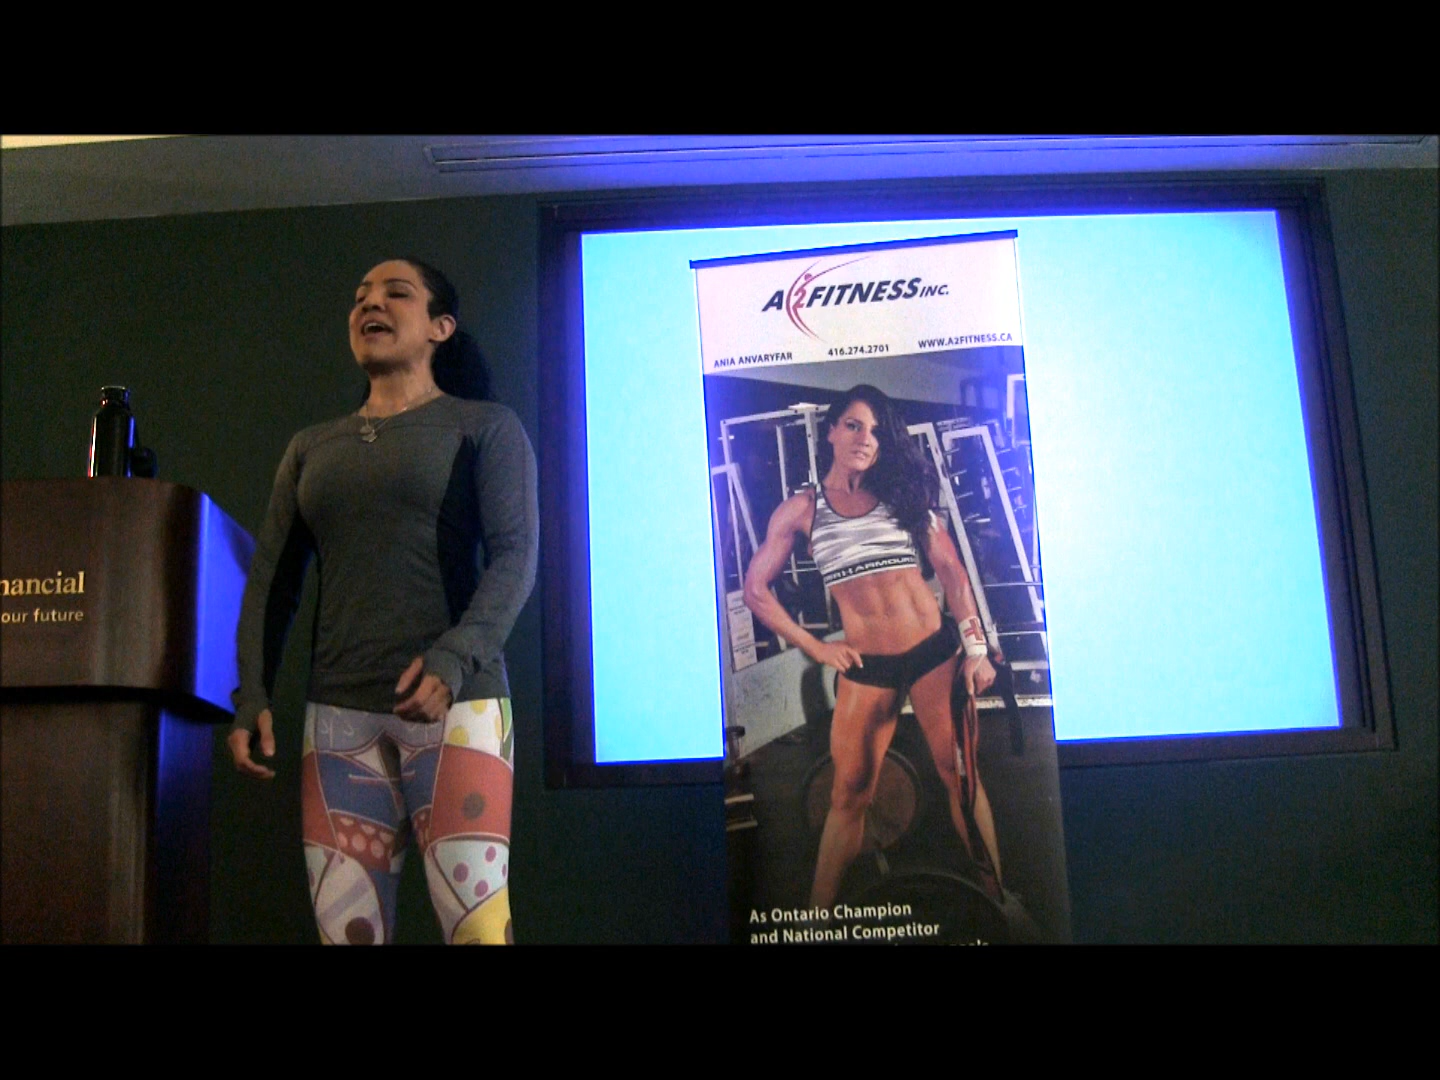 nancial
our future
A2FITNESS INC.
ANIA ANVARYFAR 416.274.2701 WWW.A2FITNESS.CA
ARMOUR
As Ontario Champion
and National Competitor